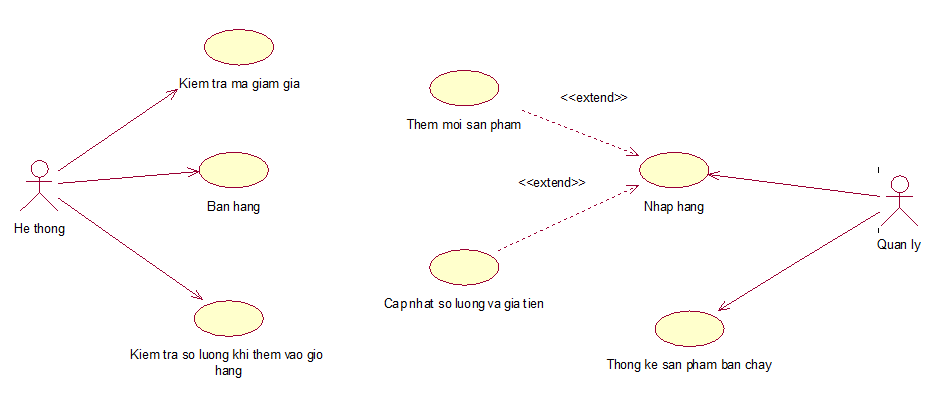 Kiem tra ma giam gia
Ban hang
He thong
Kiem tra so luong khi them vao gio
hang
<<extend>>
Them moi san pham
<<extend>>
Nhap hang
Quan ly
Cap nhat so luong va gia tien
Thong ke san pham ban chay